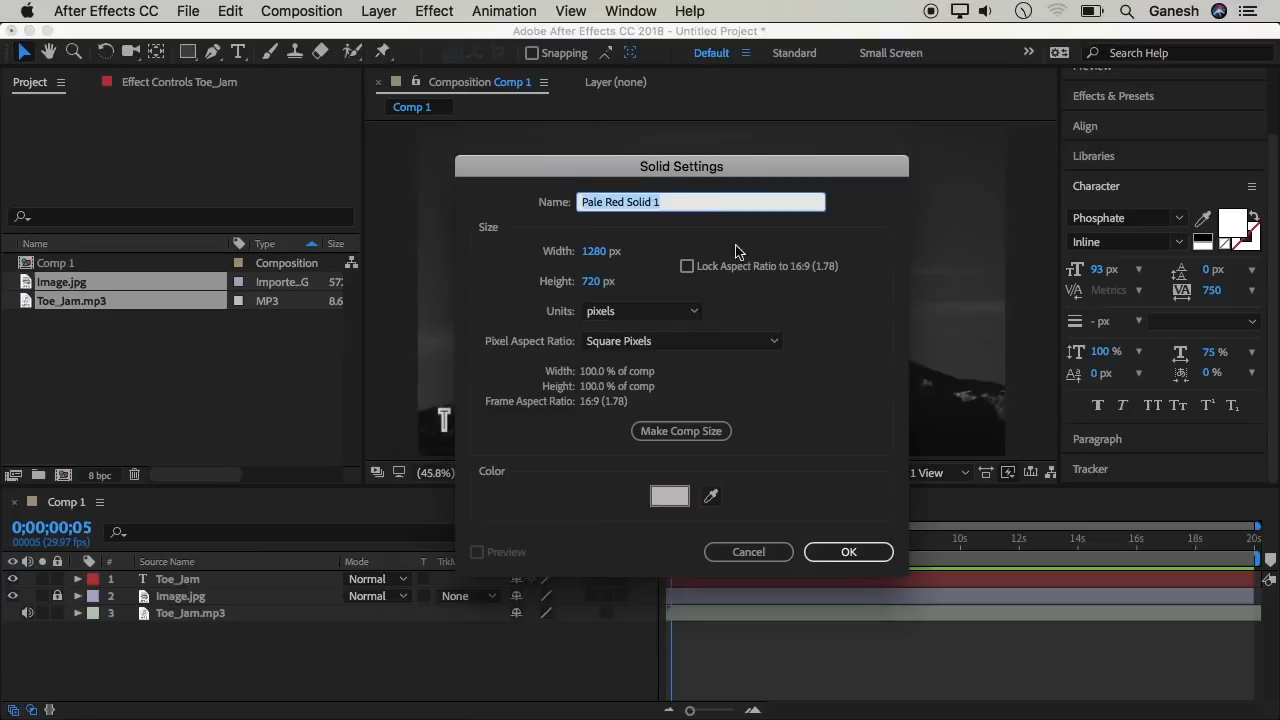 After Effects CC File Edit Composition Layer Effect Animation View Window Help Ganesh
Adobe After Effects CC 2018 - Untitled Project *
Snapping Default Standard Small Screen Search Help
Project Effect Controls Toe_Jam
Composition Comp 1 Layer (none)
Comp 1
Effects & Presets
Align
Libraries
Character
Phosphate
Inline
93 px 0 px
Metrics 750
- px
100 % 75 %
0 px 0 %
T T TT Tт T¹ T₁
Paragraph
Tracker
Name Type Size
Comp 1 Composition
Image.jpg Importe...G 577
Toe_Jam.mp3 MP3 8.6
8 bpc
Solid Settings
Name: Pale Red Solid 1
Size
Width: 1280 px
Lock Aspect Ratio to 16:9 (1.78)
Height: 720 px
Units: pixels
Pixel Aspect Ratio: Square Pixels
Width: 100.0 % of comp
Height: 100.0 % of comp
Frame Aspect Ratio: 16:9 (1.78)
Make Comp Size
Color
Preview Cancel OK
T
(45.8%) 1 View
Comp 1
0;00;00;05
00005 (29.97 fps)
10s 12s 14s 16s 18s 20s
# Source Name Mode T TrkM
1 T Toe_Jam Normal
2 Image.jpg Normal None
3 Toe_Jam.mp3